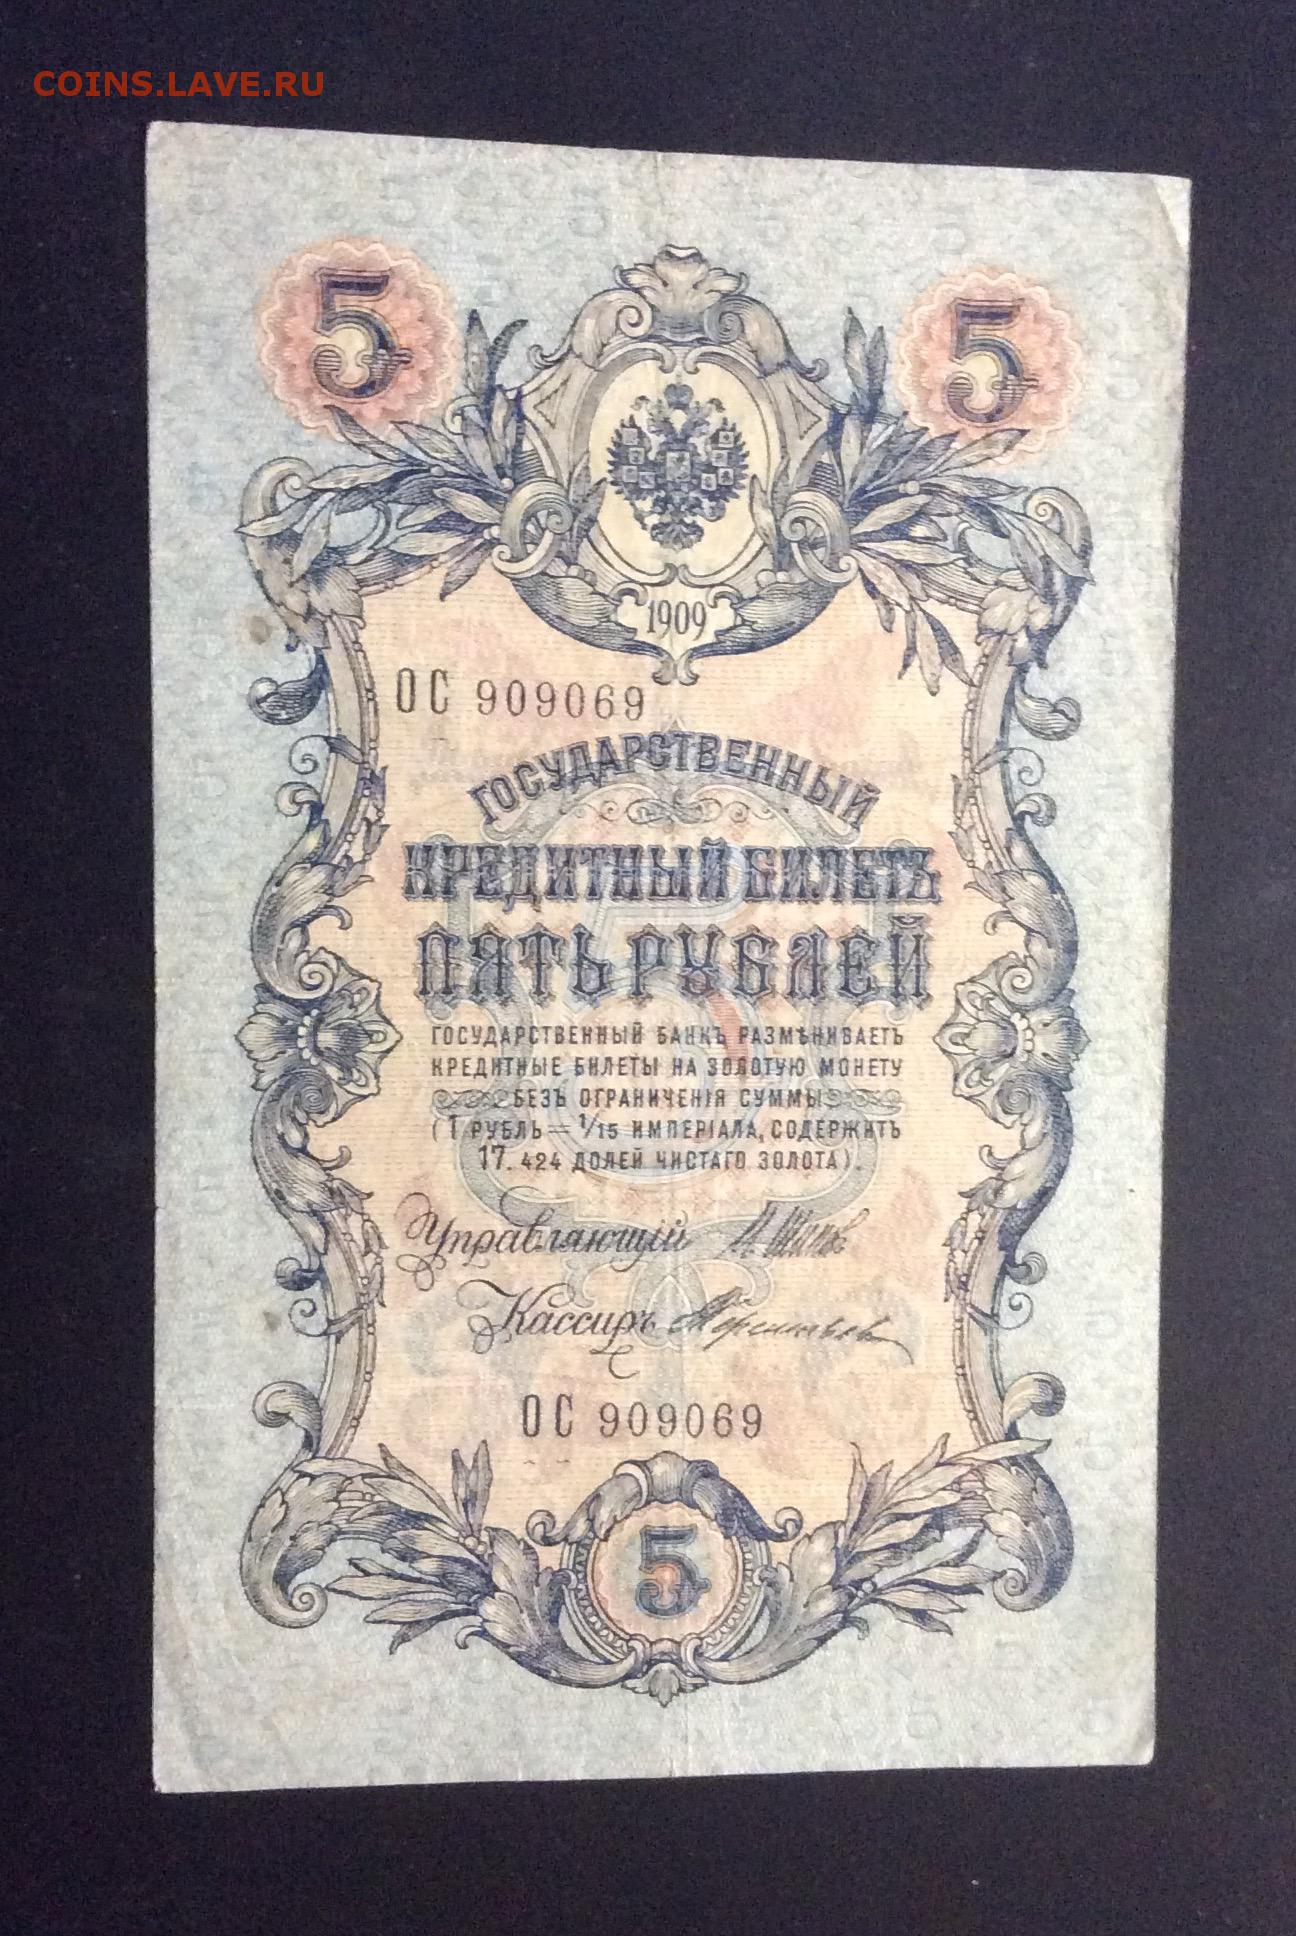 COINS.LAVE.RU
5 5
1909
ОС 909069
ГОСУДАРСТВЕННЫЙ
КРЕДИТНЫЙ БИЛЕТЪ
ПЯТЬ РУБЛЕЙ
ГОСУДАРСТВЕННЫЙ БАНКЪ РАЗМѢНИВАЕТЪ
КРЕДИТНЫЕ БИЛЕТЫ НА ЗОЛОТУЮ МОНЕТУ
БЕЗЪ ОГРАНИЧЕНІЯ СУММЫ
(1 РУБЛЬ = 1/15 ИМПЕРІАЛА, СОДЕРЖИТЪ
17.424 ДОЛЕЙ ЧИСТАГО ЗОЛОТА).
Управляющій
Кассиръ
ОС 909069
5